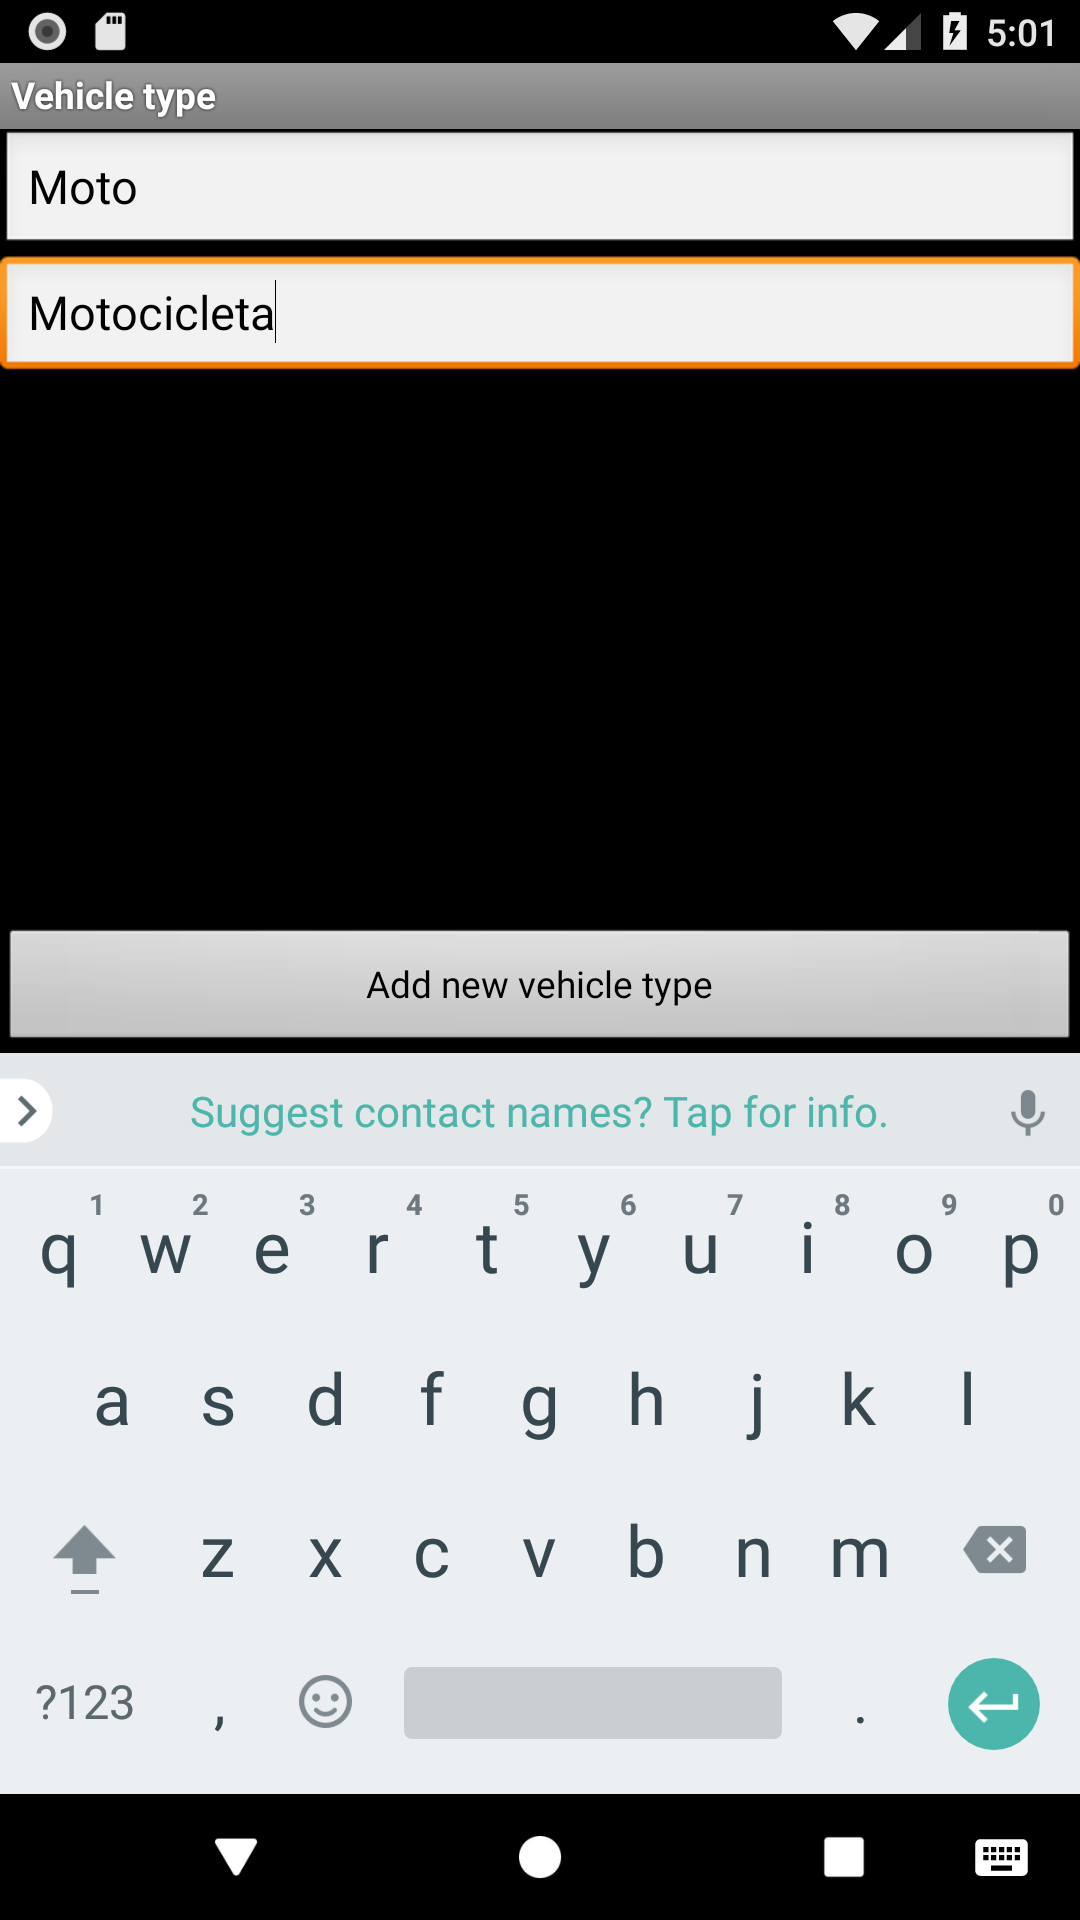 5:01
Vehicle type
Moto
Motocicleta
Add new vehicle type
Suggest contact names? Tap for info.
1 2 3 4 5 6 7 8 9 0
q w e r t y u i o p
a s d f g h j k l
z x c v b n m
?123 , .